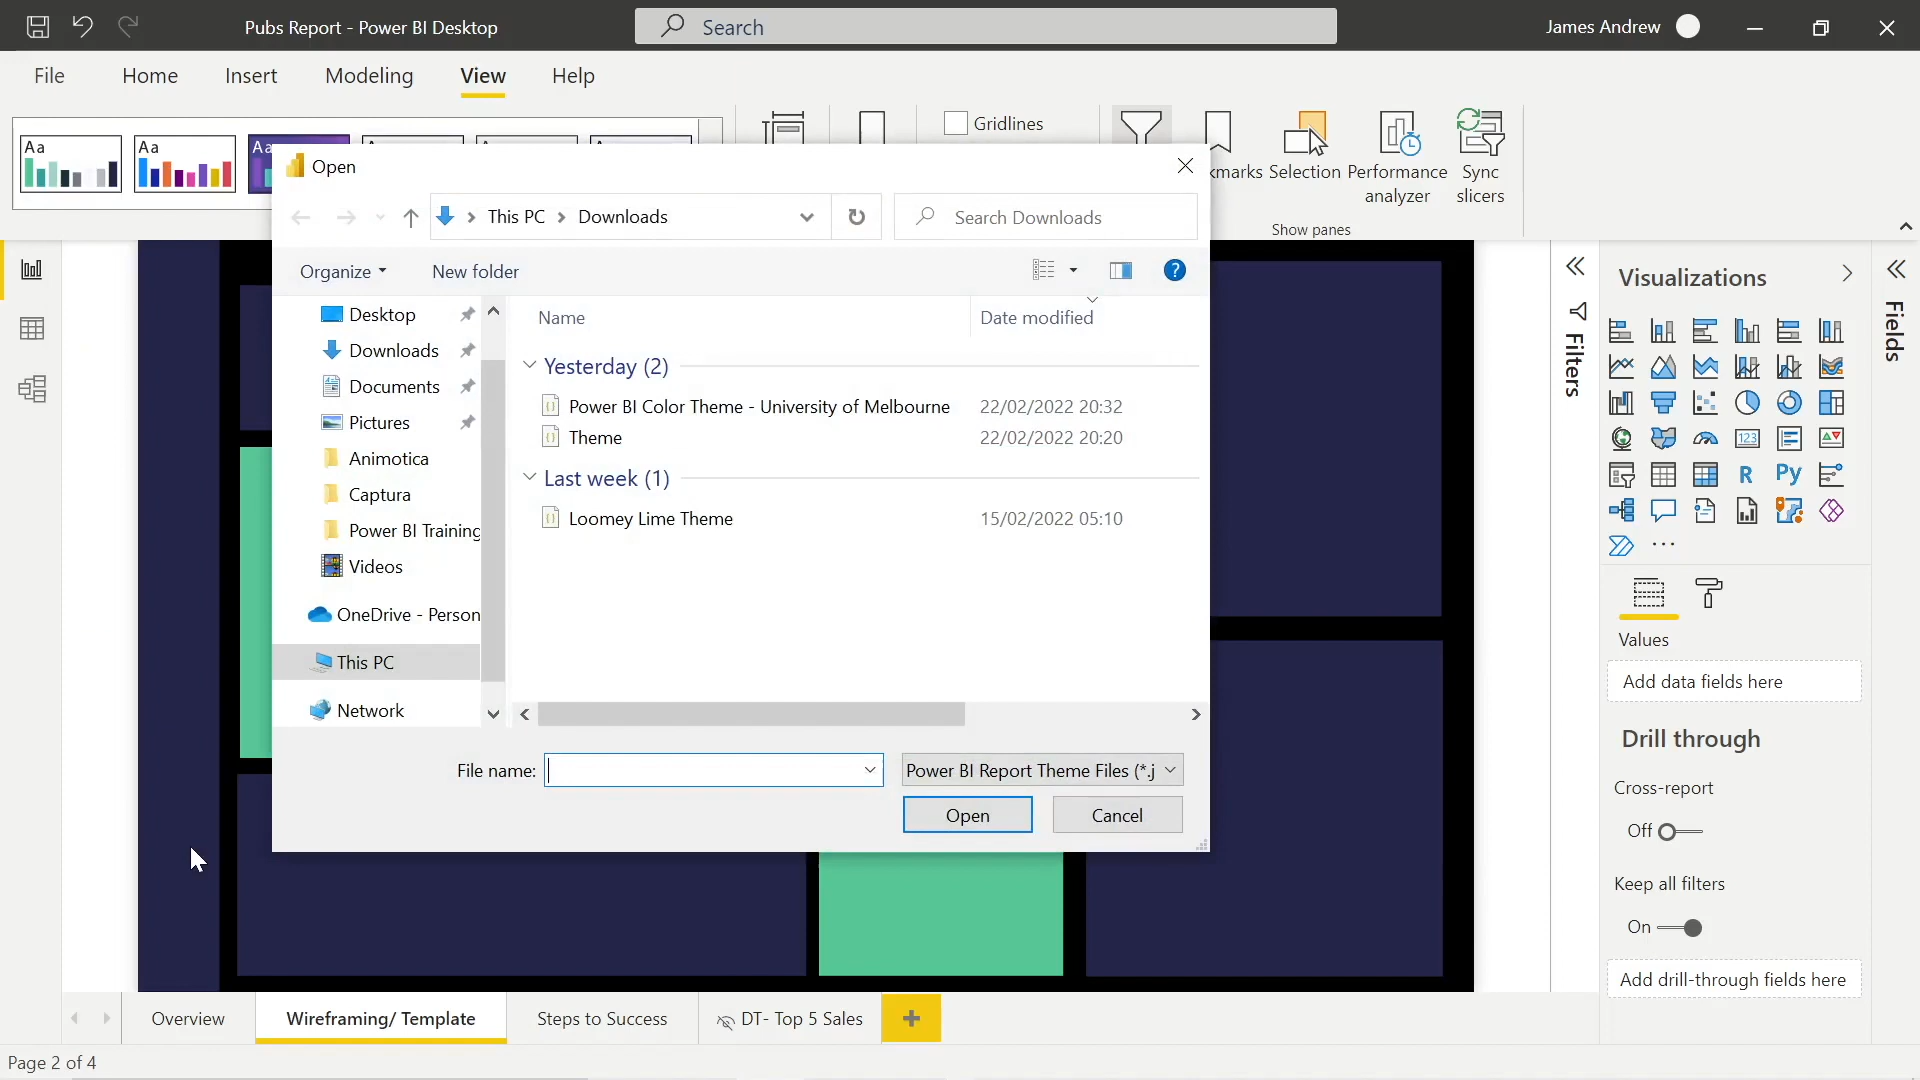 Pubs Report - Power BI Desktop
Search
James Andrew
File
Home
Insert
Modeling
View
Help
Aa
Aa
Aa
Gridlines
kmarks
Selection
Performance
analyzer
Sync
slicers
Show panes
Open
This PC
Downloads
Search Downloads
Organize
New folder
Name
Date modified
Desktop
Downloads
Documents
Pictures
Animotica
Captura
Power BI Training
Videos
OneDrive - Person
This PC
Network
Yesterday (2)
Power BI Color Theme - University of Melbourne 22/02/2022 20:32
Theme 22/02/2022 20:20
Last week (1)
Loomey Lime Theme 15/02/2022 05:10
File name:
Power BI Report Theme Files (*.j
Open
Cancel
Filters
Visualizations
123
R
Py
Values
Add data fields here
Drill through
Cross-report
Off
Keep all filters
On
Add drill-through fields here
Fields
Overview
Wireframing/ Template
Steps to Success
DT- Top 5 Sales
Page 2 of 4